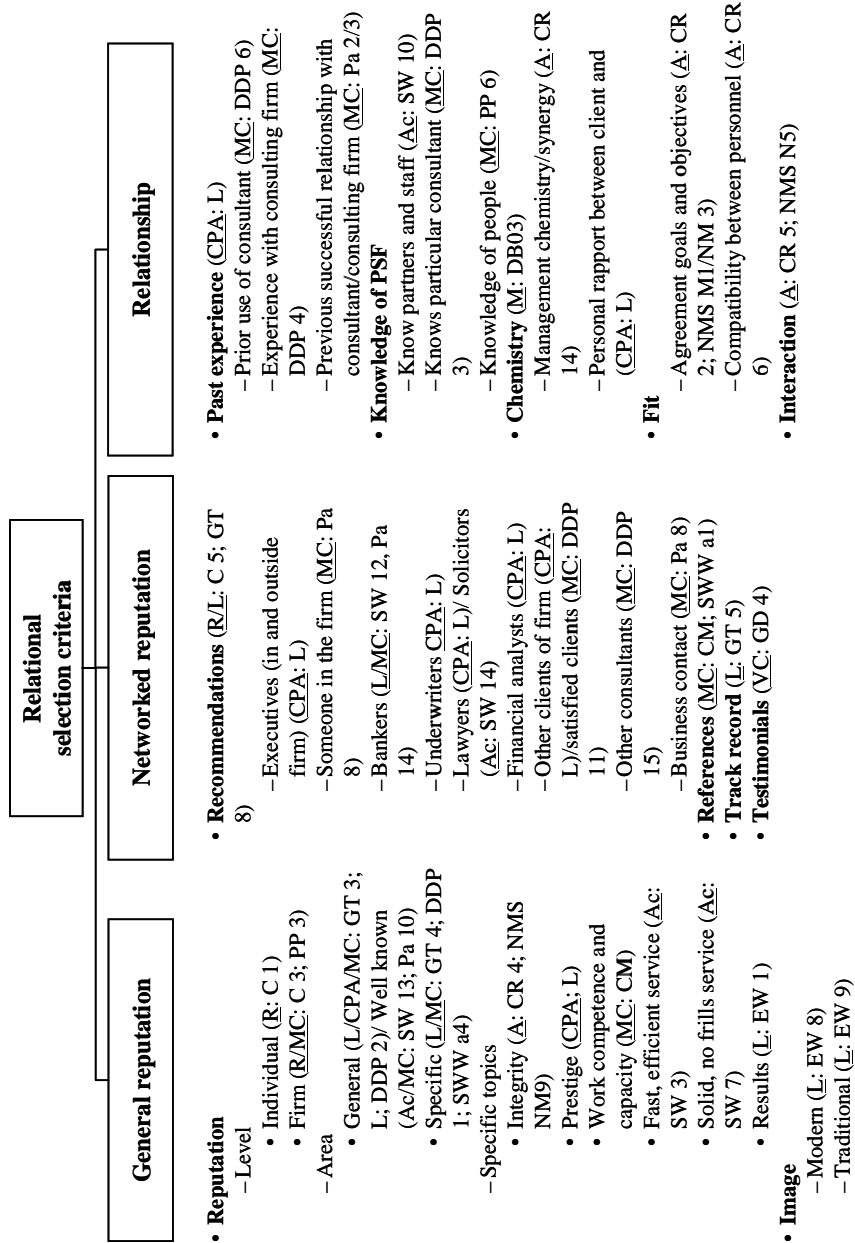 Relational
selection criteria
General reputation
• Reputation
– Level
• Individual (R: C 1)
• Firm (R/MC: C 3; PP 3)
– Area
• General (L/CPA/MC: GT 3;
L; DDP 2)/ Well known
(Ac/MC: SW 13; Pa 10)
• Specific (L/MC: GT 4; DDP
1; SWW a4)
– Specific topics
• Integrity (A: CR 4; NMS
NM9)
• Prestige (CPA; L)
• Work competence and
capacity (MC: CM)
• Fast, efficient service (Ac:
SW 3)
• Solid, no frills service (Ac:
SW 7)
• Results (L: EW 1)
• Image
– Modern (L: EW 8)
– Traditional (L: EW 9)
Networked reputation
• Recommendations (R/L: C 5; GT
8)
– Executives (in and outside
firm) (CPA: L)
– Someone in the firm (MC: Pa
8)
– Bankers (L/MC: SW 12, Pa
14)
– Underwriters CPA: L)
– Lawyers (CPA: L)/ Solicitors
(Ac: SW 14)
– Financial analysts (CPA: L)
– Other clients of firm (CPA:
L)/satisfied clients (MC: DDP
11)
– Other consultants (MC: DDP
15)
– Business contact (MC: Pa 8)
• References (MC: CM; SWW a1)
• Track record (L: GT 5)
• Testimonials (VC: GD 4)
Relationship
• Past experience (CPA: L)
– Prior use of consultant (MC: DDP 6)
– Experience with consulting firm (MC:
DDP 4)
– Previous successful relationship with
consultant/consulting firm (MC: Pa 2/3)
• Knowledge of PSF
– Know partners and staff (Ac: SW 10)
– Knows particular consultant (MC: DDP
3)
– Knowledge of people (MC: PP 6)
• Chemistry (M: DB03)
– Management chemistry/synergy (A: CR
14)
– Personal rapport between client and
(CPA: L)
• Fit
– Agreement goals and objectives (A: CR
2; NMS M1/NM 3)
– Compatibility between personnel (A: CR
6)
• Interaction (A: CR 5; NMS N5)